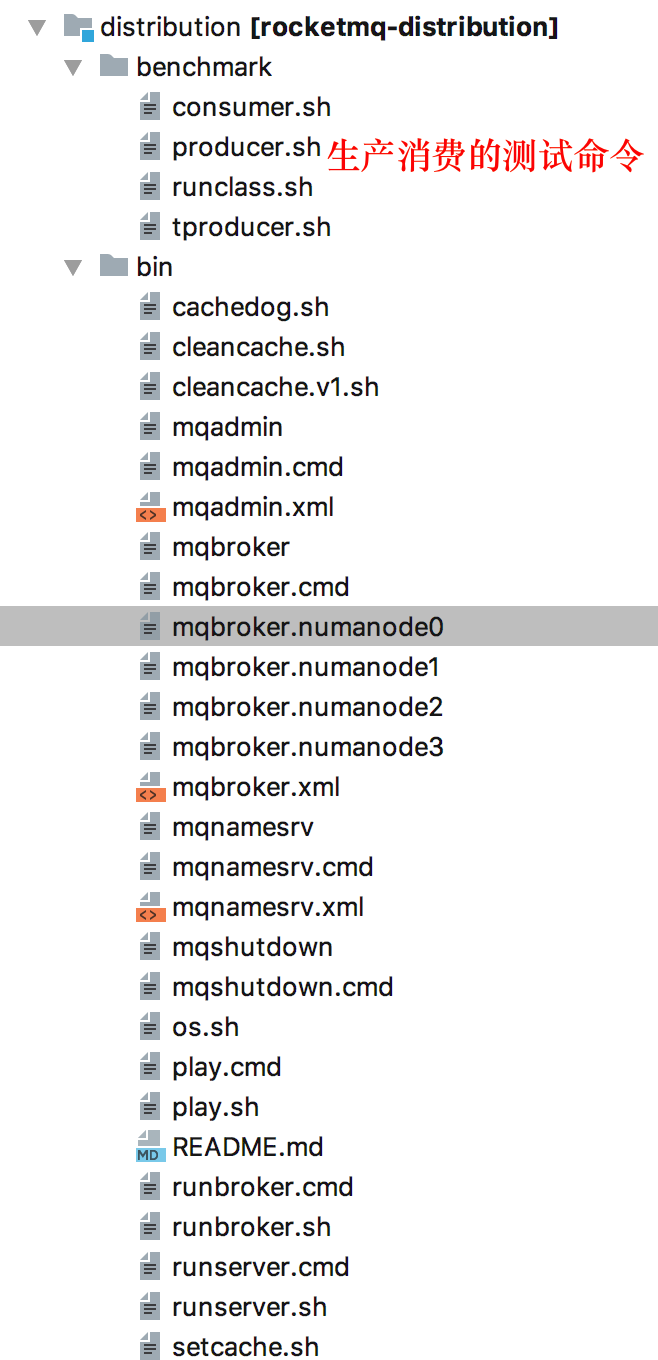 distribution [rocketmq-distribution]
benchmark
consumer.sh
producer.sh 生产消费的测试命令
runclass.sh
tproducer.sh
bin
cachedog.sh
cleancache.sh
cleancache.v1.sh
mqadmin
mqadmin.cmd
mqadmin.xml
mqbroker
mqbroker.cmd
mqbroker.numanode0
mqbroker.numanode1
mqbroker.numanode2
mqbroker.numanode3
mqbroker.xml
mqnamesrv
mqnamesrv.cmd
mqnamesrv.xml
mqshutdown
mqshutdown.cmd
os.sh
play.cmd
play.sh
MD README.md
runbroker.cmd
runbroker.sh
runserver.cmd
runserver.sh
setcache.sh